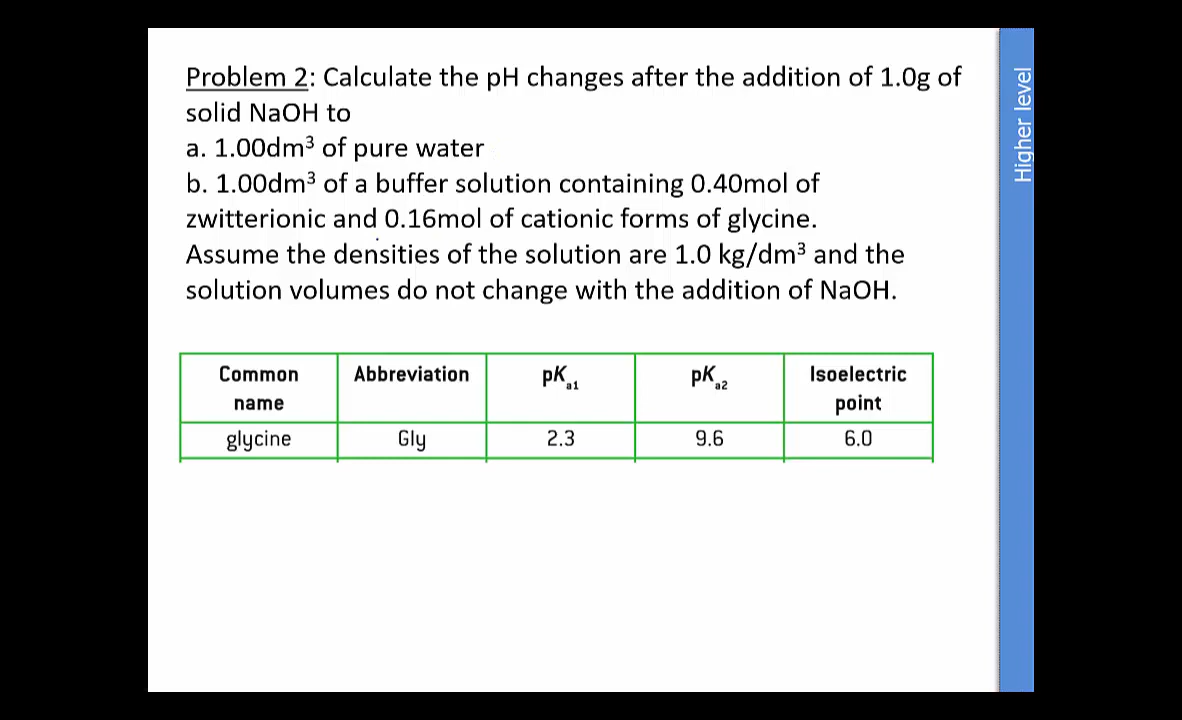 Problem 2: Calculate the pH changes after the addition of 1.0g of
solid NaOH to
a. 1.00dm³ of pure water
b. 1.00dm³ of a buffer solution containing 0.40mol of
zwitterionic and 0.16mol of cationic forms of glycine.
Assume the densities of the solution are 1.0 kg/dm³ and the
solution volumes do not change with the addition of NaOH.
Higher level
Common name | Abbreviation | pKa1 | pKa2 | Isoelectric point
glycine | Gly | 2.3 | 9.6 | 6.0